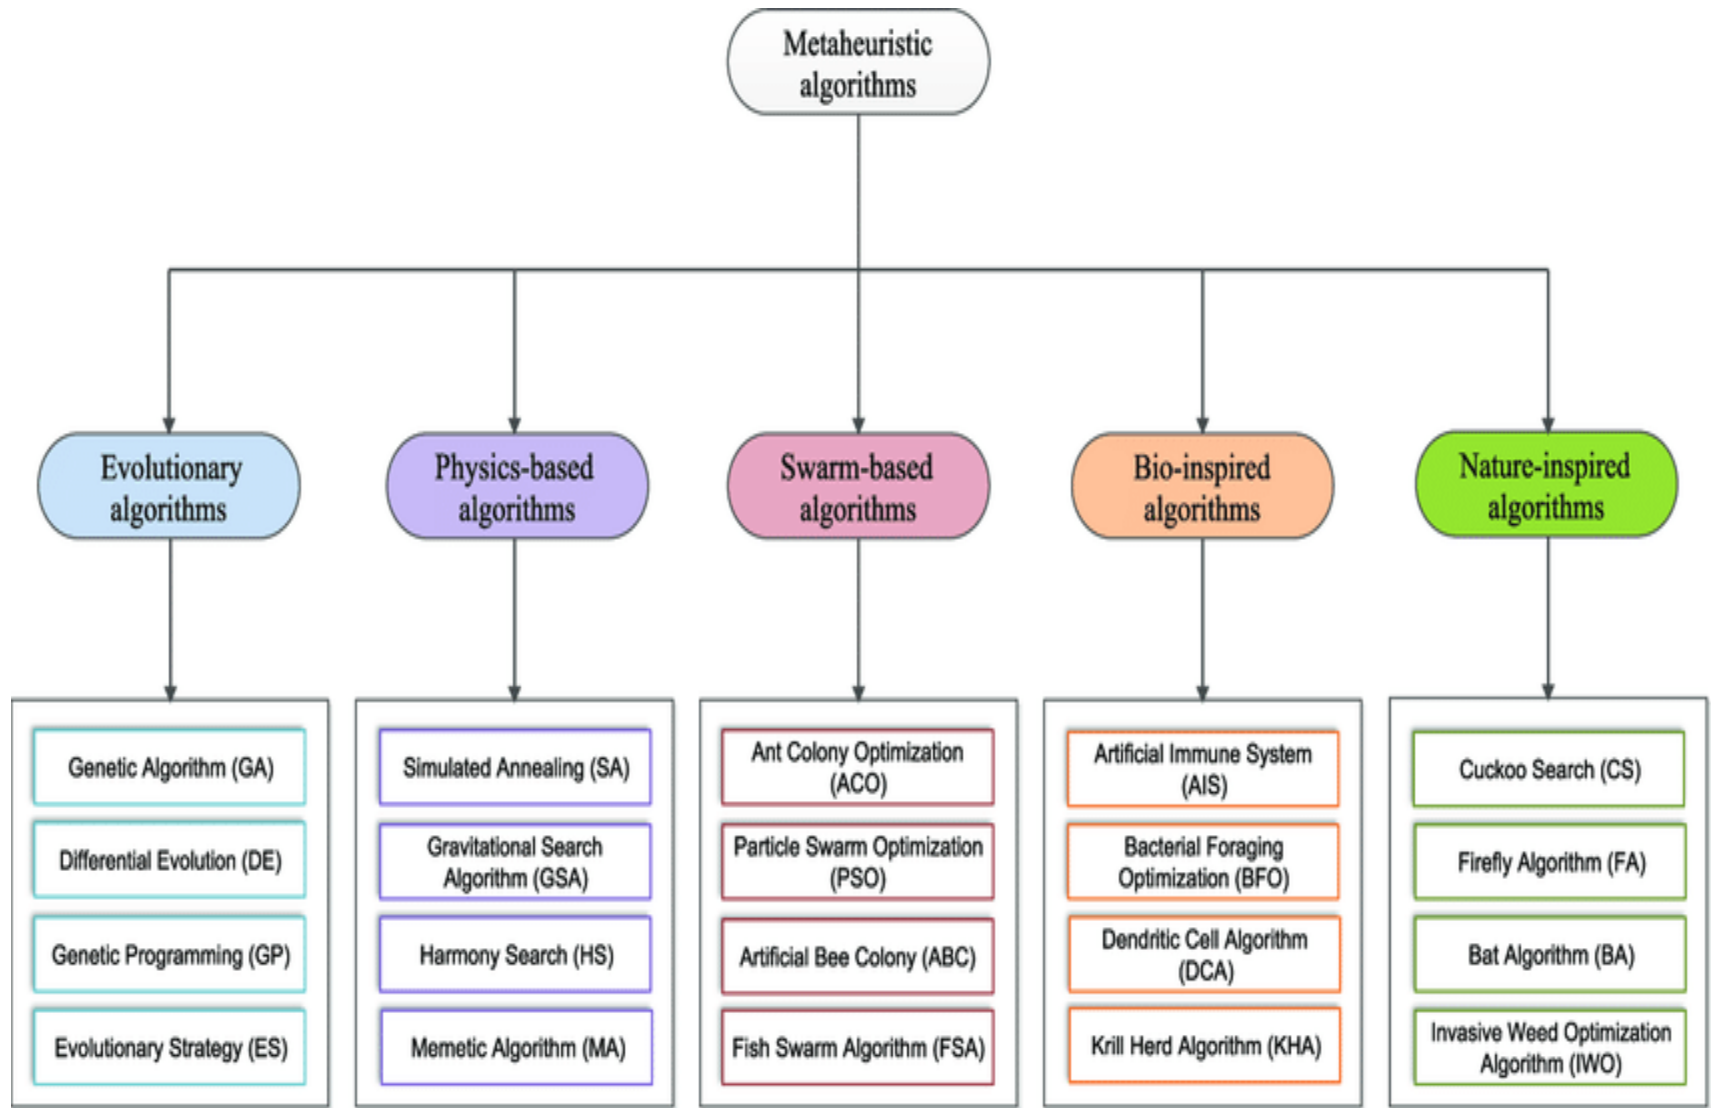 Metaheuristic
algorithms
Evolutionary
algorithms
Physics-based
algorithms
Swarm-based
algorithms
Bio-inspired
algorithms
Nature-inspired
algorithms
Genetic Algorithm (GA)
Differential Evolution (DE)
Genetic Programming (GP)
Evolutionary Strategy (ES)
Simulated Annealing (SA)
Gravitational Search
Algorithm (GSA)
Harmony Search (HS)
Memetic Algorithm (MA)
Ant Colony Optimization
(ACO)
Particle Swarm Optimization
(PSO)
Artificial Bee Colony (ABC)
Fish Swarm Algorithm (FSA)
Artificial Immune System
(AIS)
Bacterial Foraging
Optimization (BFO)
Dendritic Cell Algorithm
(DCA)
Krill Herd Algorithm (KHA)
Cuckoo Search (CS)
Firefly Algorithm (FA)
Bat Algorithm (BA)
Invasive Weed Optimization
Algorithm (IWO)